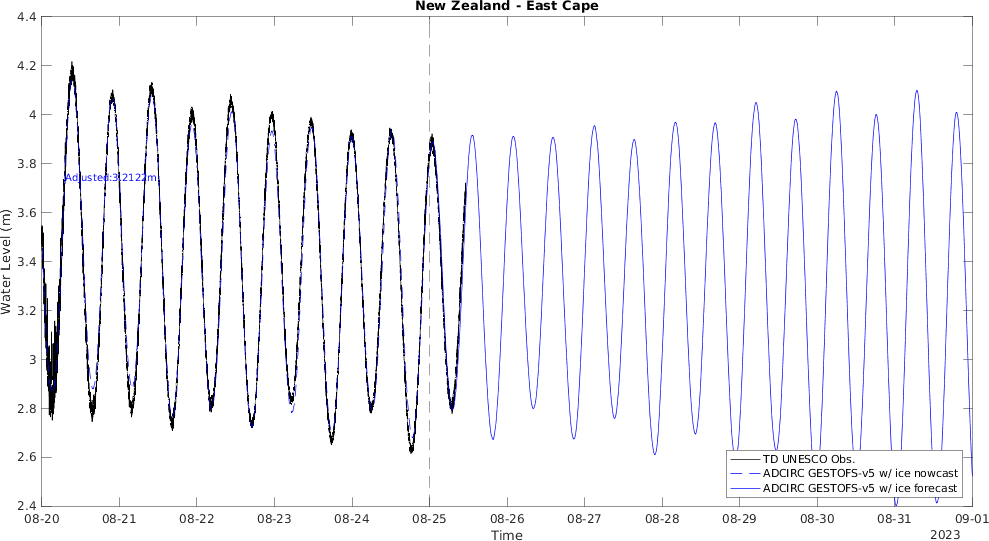 New Zealand - East Cape
4.4
4.2
4
3.8
3.6
3.4
3.2
3
2.8
2.6
2.4
Water Level (m)
Adjusted:3.2122m
TD UNESCO Obs.
ADCIRC GESTOFS-v5 w/ ice nowcast
ADCIRC GESTOFS-v5 w/ ice forecast
08-20 08-21 08-22 08-23 08-24 08-25 08-26 08-27 08-28 08-29 08-30 08-31 09-01
Time
2023